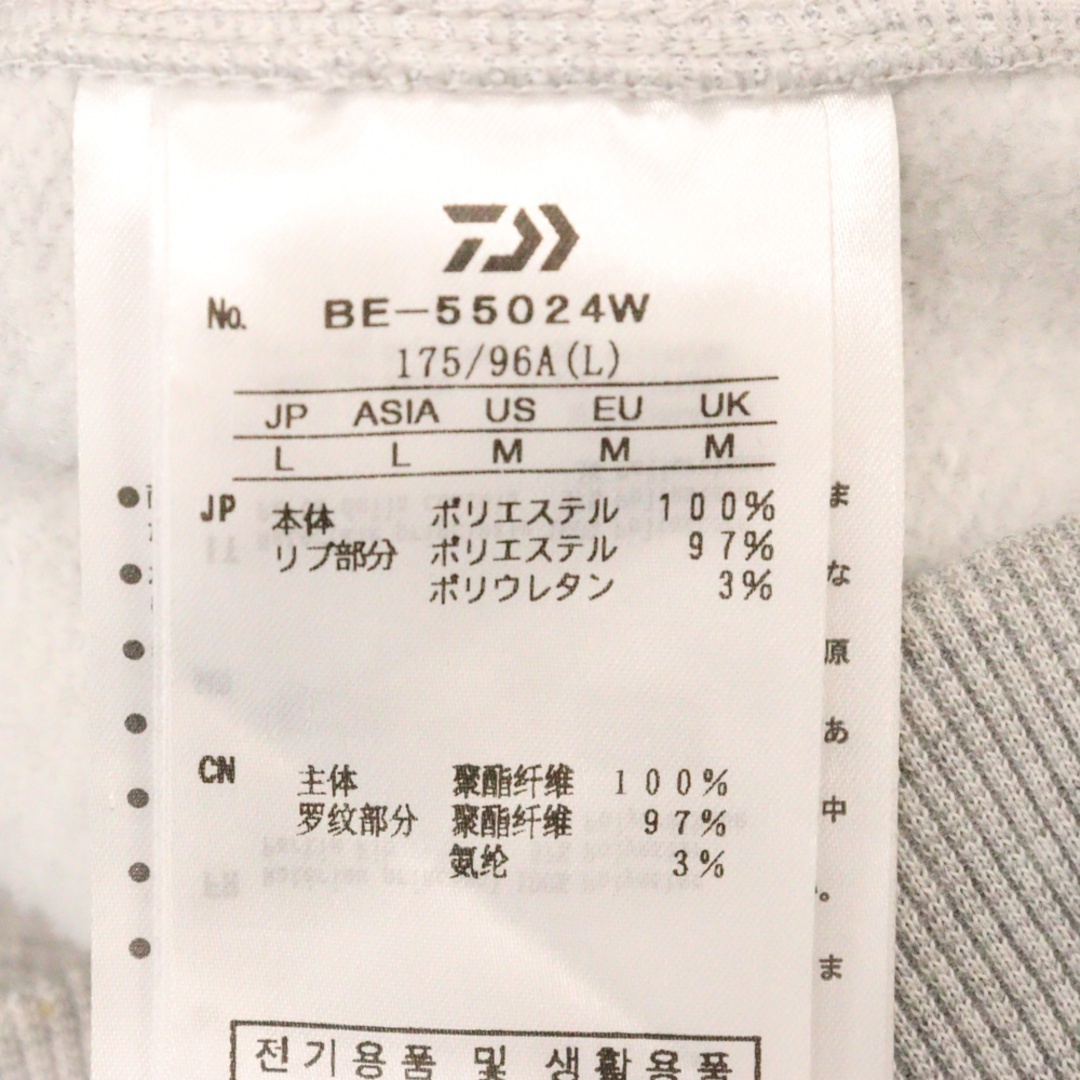 No. BE-55024W
175/96A(L)
JP ASIA US EU UK
L L M M M
JP 本体 ポリエステル 100%
リブ部分 ポリエステル 97%
ポリウレタン 3%
CN 主体 聚酯纤维 100%
罗纹部分 聚酯纤维 97%
氨纶 3%
전기용품 및 생활용품
ま
な
原
あ
中
。
ま